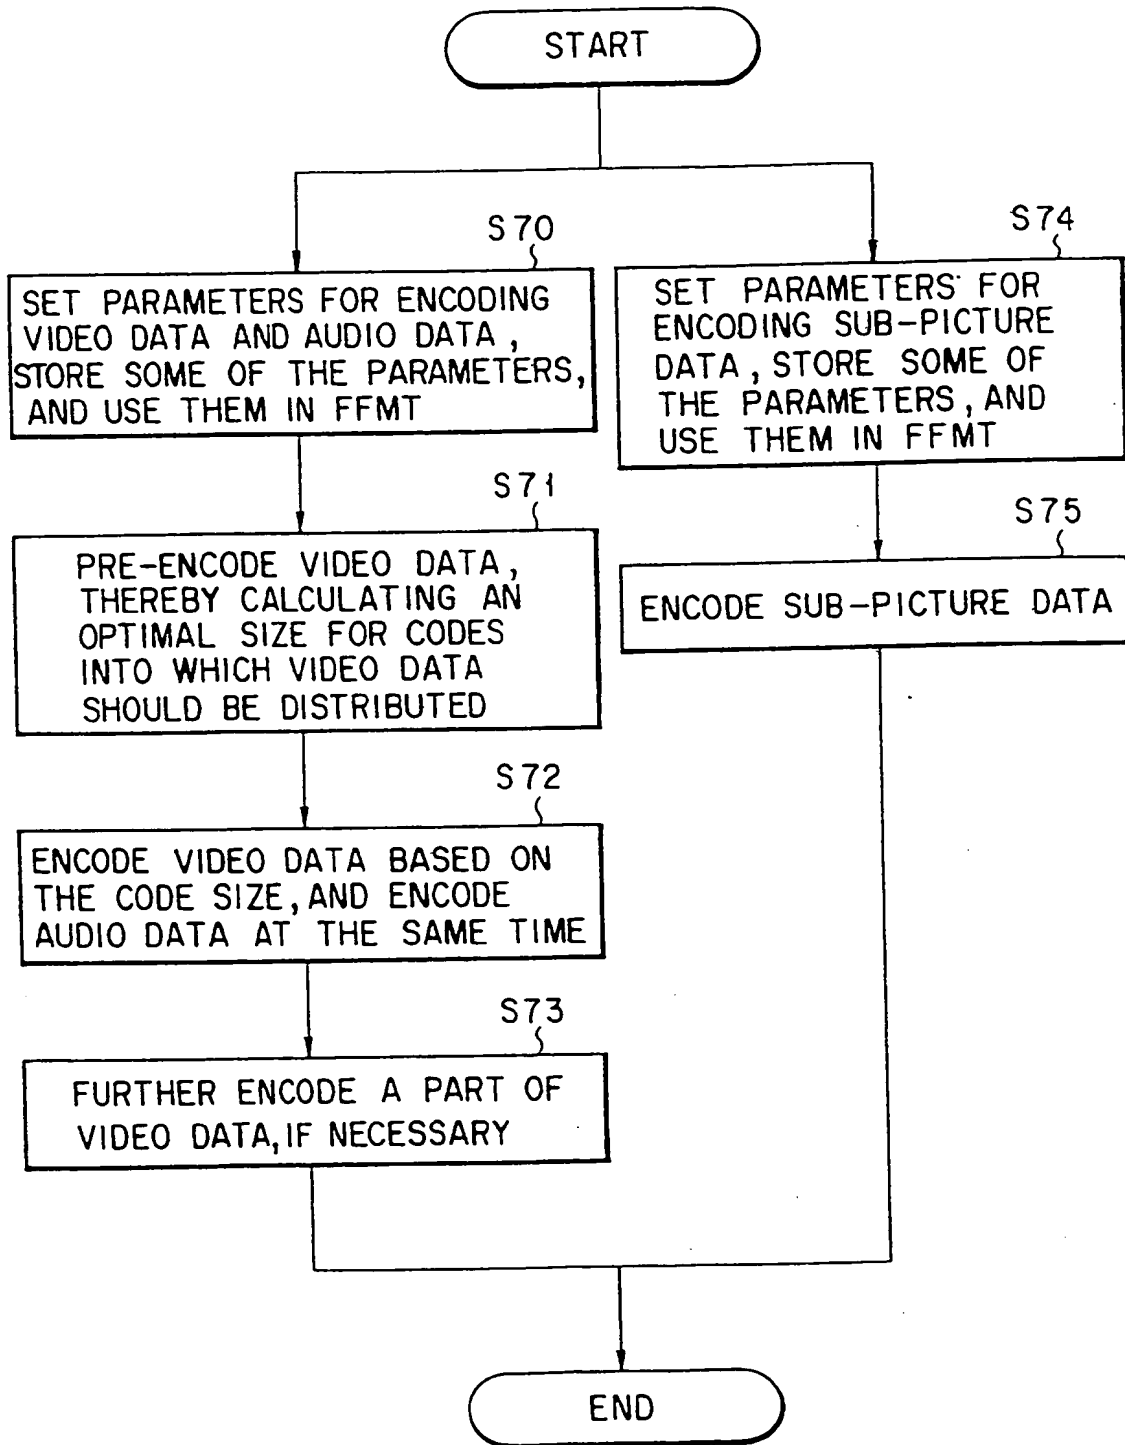 START
S70
SET PARAMETERS FOR ENCODING
VIDEO DATA AND AUDIO DATA,
STORE SOME OF THE PARAMETERS,
AND USE THEM IN FFMT
S71
PRE-ENCODE VIDEO DATA,
THEREBY CALCULATING AN
OPTIMAL SIZE FOR CODES
INTO WHICH VIDEO DATA
SHOULD BE DISTRIBUTED
S72
ENCODE VIDEO DATA BASED ON
THE CODE SIZE, AND ENCODE
AUDIO DATA AT THE SAME TIME
S73
FURTHER ENCODE A PART OF
VIDEO DATA, IF NECESSARY
S74
SET PARAMETERS FOR
ENCODING SUB-PICTURE
DATA, STORE SOME OF
THE PARAMETERS, AND
USE THEM IN FFMT
S75
ENCODE SUB-PICTURE DATA
END